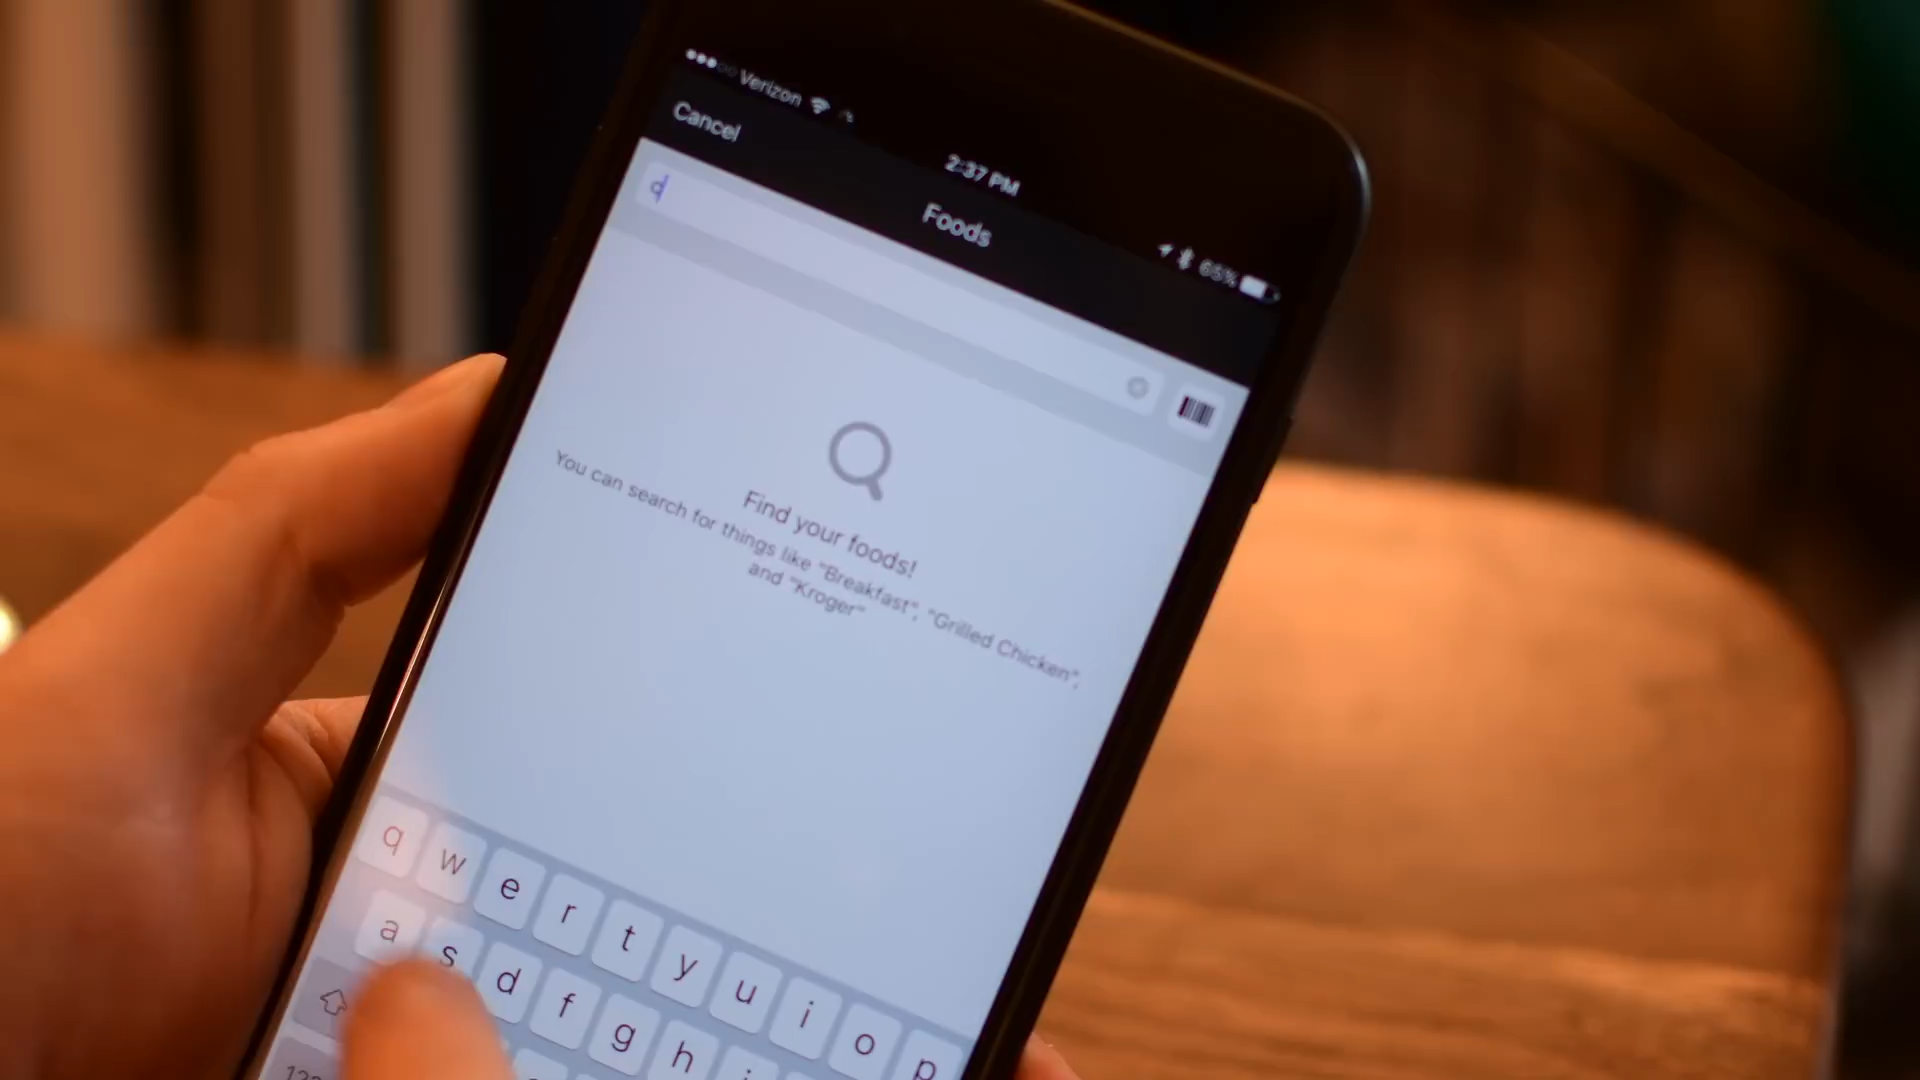 Verizon
2:37 PM
65%
Cancel
Foods
Find your foods!
You can search for things like "Breakfast", "Grilled Chicken",
and "Kroger"
q w e r t y u i o p
a s d f g h